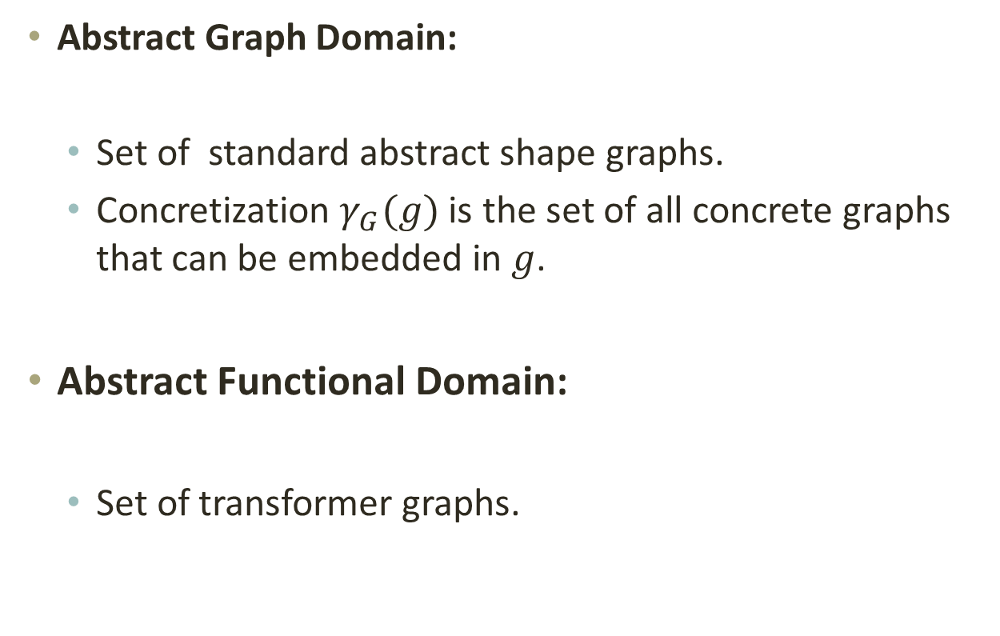 • Abstract Graph Domain:
• Set of  standard abstract shape graphs.
• Concretization 𝛾𝐺(𝑔) is the set of all concrete graphs
that can be embedded in 𝑔.
• Abstract Functional Domain:
• Set of transformer graphs.